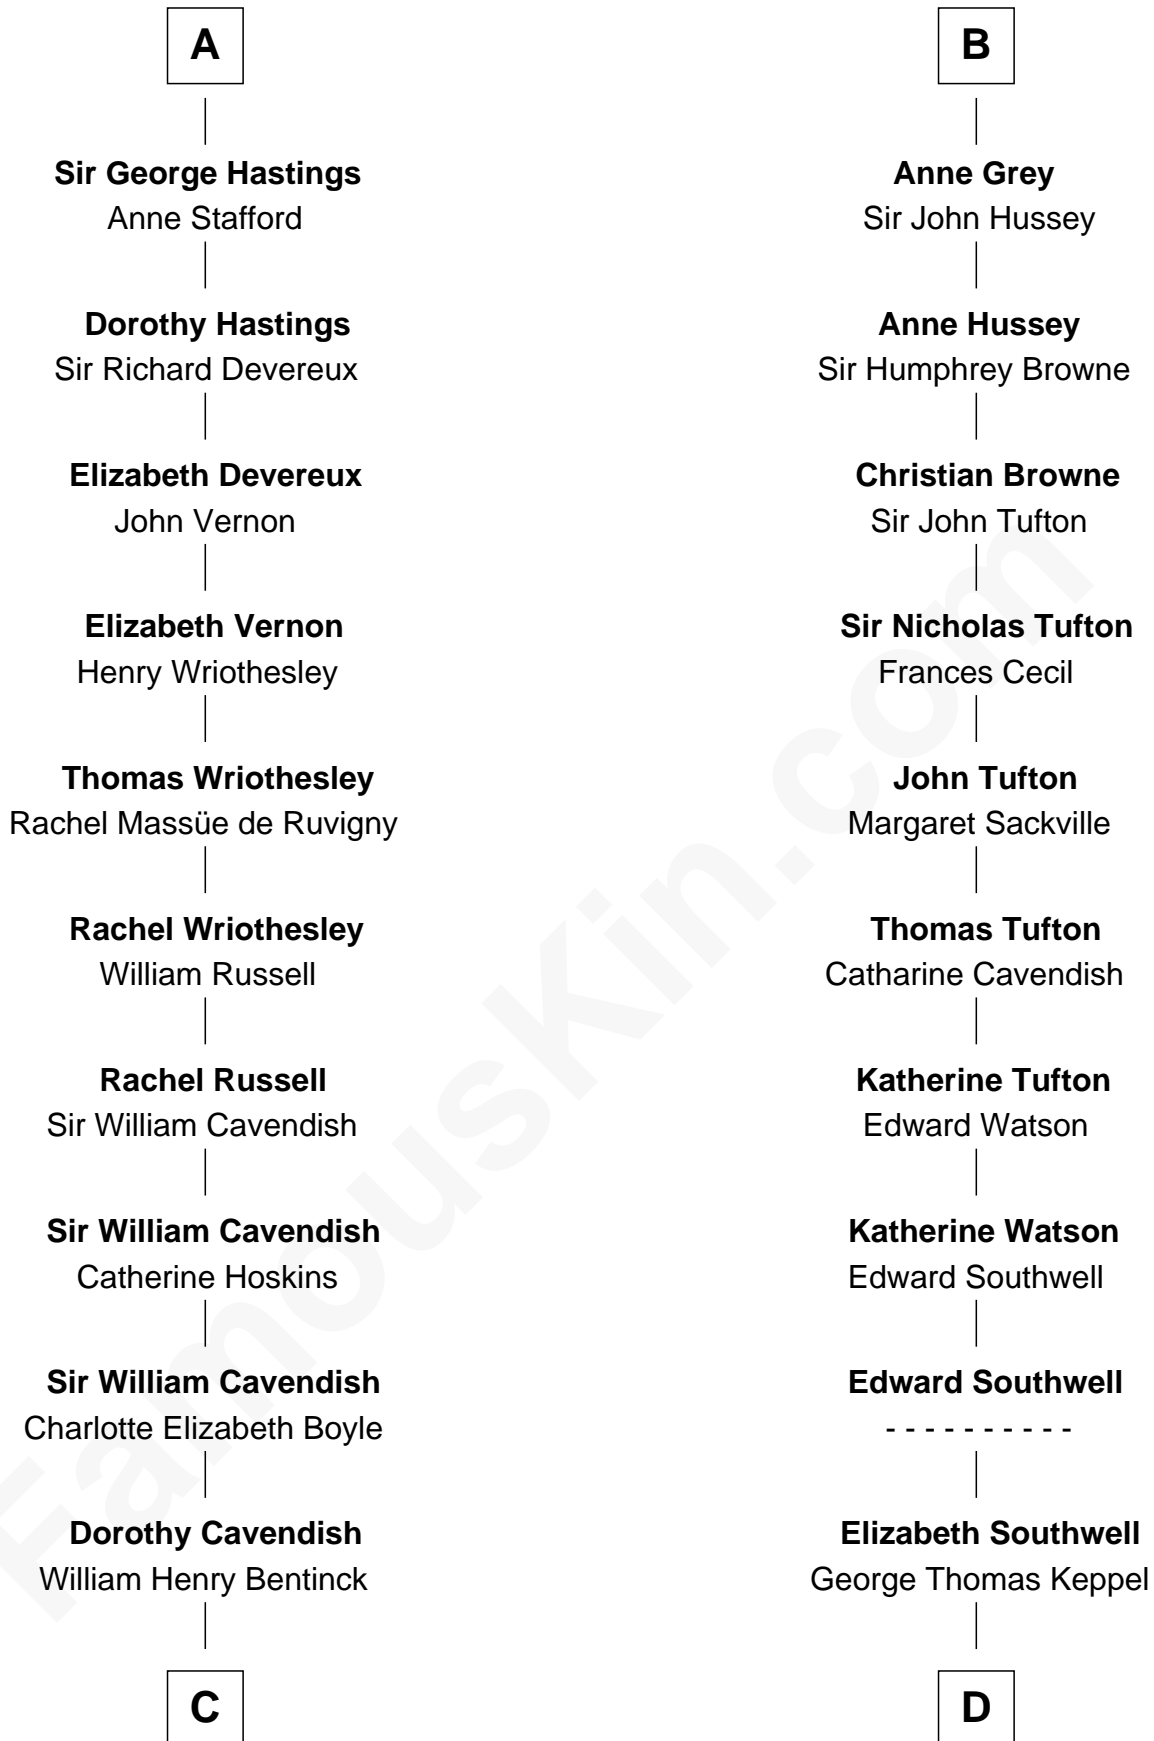 A
Sir George Hastings
Anne Stafford
Dorothy Hastings
Sir Richard Devereux
Elizabeth Devereux
John Vernon
Elizabeth Vernon
Henry Wriothesley
Thomas Wriothesley
Rachel Massüe de Ruvigny
Rachel Wriothesley
William Russell
Rachel Russell
Sir William Cavendish
Sir William Cavendish
Catherine Hoskins
Sir William Cavendish
Charlotte Elizabeth Boyle
Dorothy Cavendish
William Henry Bentinck
C
B
Anne Grey
Sir John Hussey
Anne Hussey
Sir Humphrey Browne
Christian Browne
Sir John Tufton
Sir Nicholas Tufton
Frances Cecil
John Tufton
Margaret Sackville
Thomas Tufton
Catharine Cavendish
Katherine Tufton
Edward Watson
Katherine Watson
Edward Southwell
Edward Southwell
- - - - - - - - - -
Elizabeth Southwell
George Thomas Keppel
D
FamousKin.com